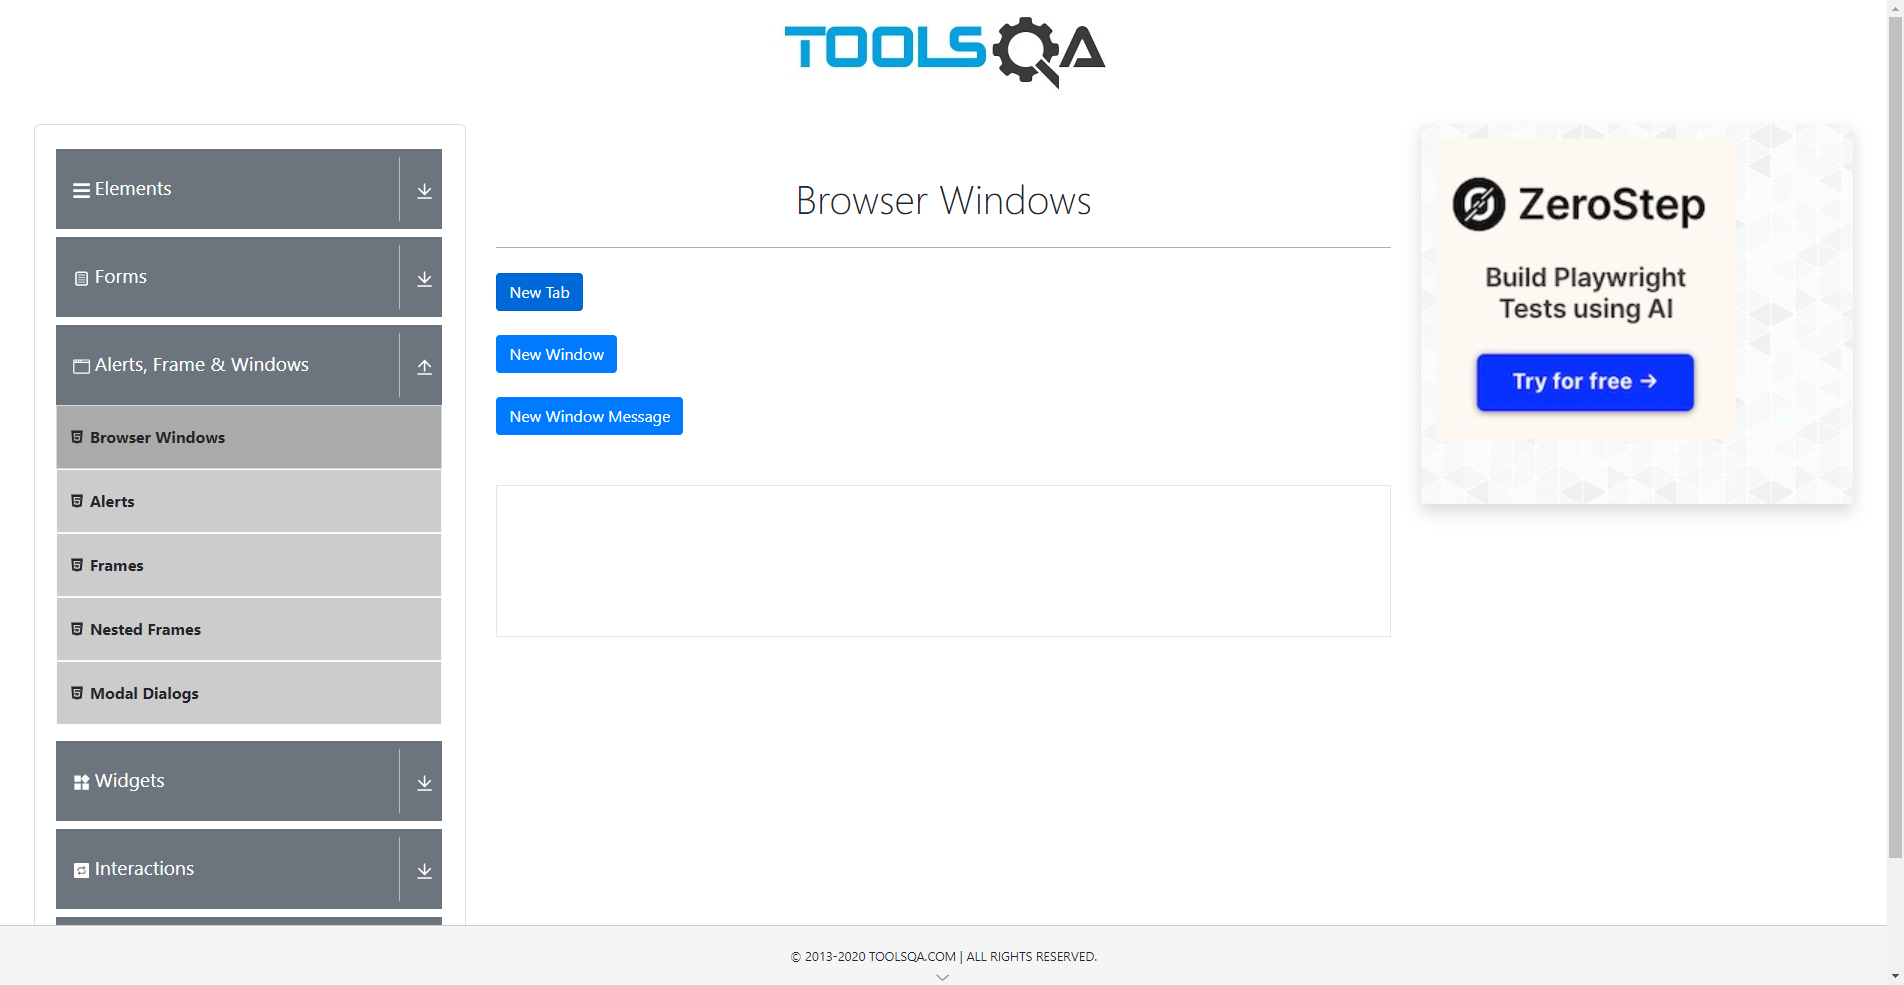 TOOLSQA
Elements
Forms
Alerts, Frame & Windows
Browser Windows
Alerts
Frames
Nested Frames
Modal Dialogs
Widgets
Interactions
Browser Windows
New Tab
New Window
New Window Message
ZeroStep
Build Playwright
Tests using AI
Try for free →
© 2013-2020 TOOLSQA.COM | ALL RIGHTS RESERVED.